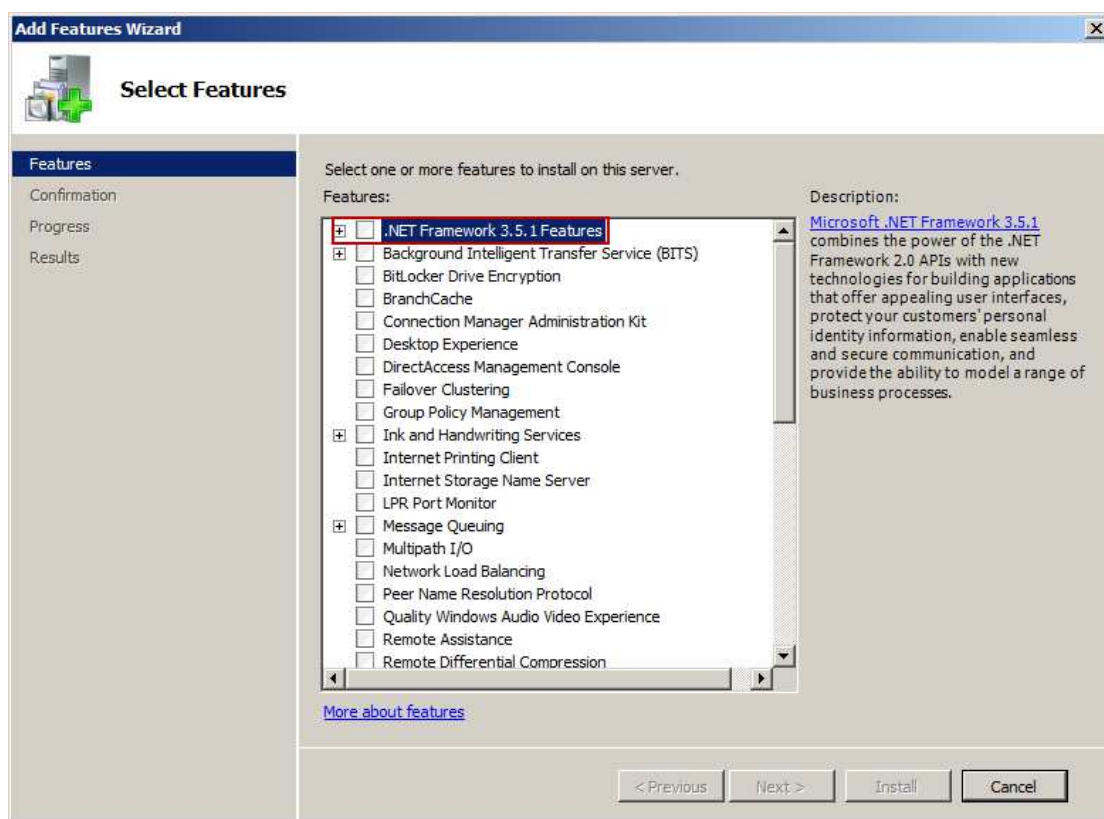 Add Features Wizard
Select Features
Features
Confirmation
Progress
Results
Select one or more features to install on this server.
Features:
.NET Framework 3.5.1 Features
Background Intelligent Transfer Service (BITS)
BitLocker Drive Encryption
BranchCache
Connection Manager Administration Kit
Desktop Experience
DirectAccess Management Console
Failover Clustering
Group Policy Management
Ink and Handwriting Services
Internet Printing Client
Internet Storage Name Server
LPR Port Monitor
Message Queuing
Multipath I/O
Network Load Balancing
Peer Name Resolution Protocol
Quality Windows Audio Video Experience
Remote Assistance
Remote Differential Compression
More about features
Description:
Microsoft .NET Framework 3.5.1
combines the power of the .NET
Framework 2.0 APIs with new
technologies for building applications
that offer appealing user interfaces,
protect your customers' personal
identity information, enable seamless
and secure communication, and
provide the ability to model a range of
business processes.
< Previous
Next >
Install
Cancel